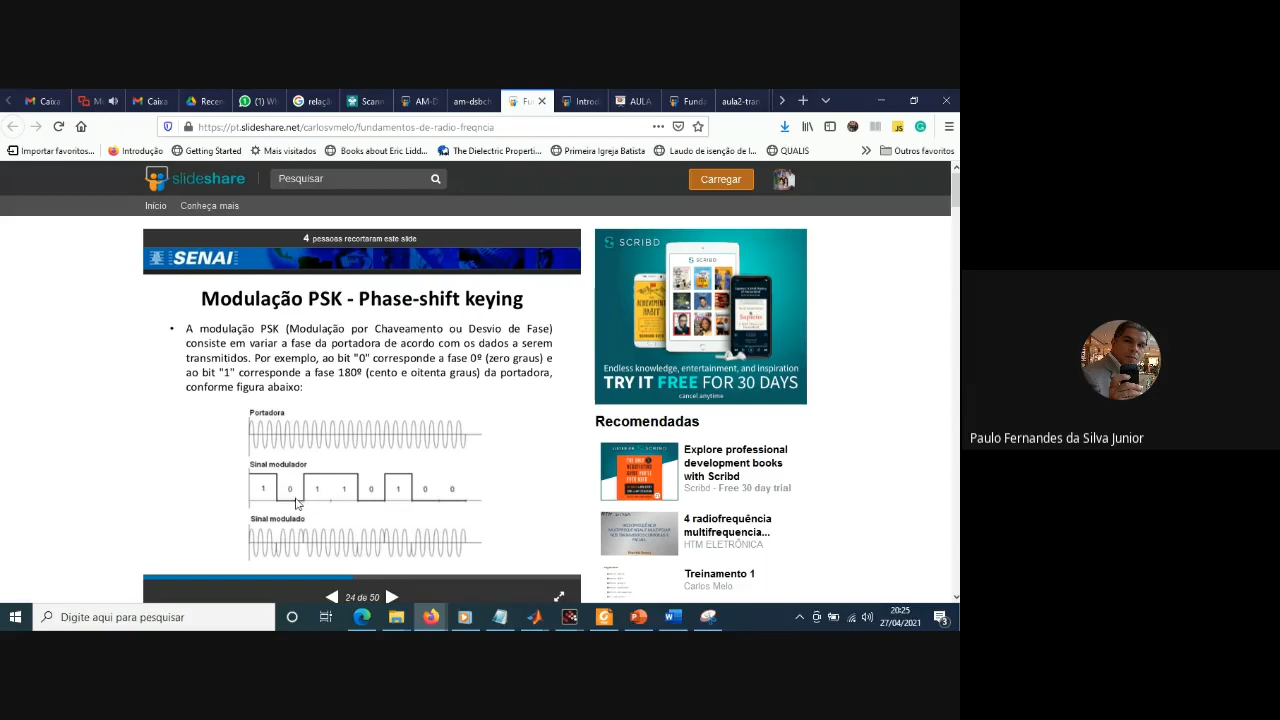 Caixa
Caixa
Recen
(1) W
relaçã
Scann
AM-D
am-dsbch
Fu
Introd
AULA
Funda
aula2-tran
https://pt.slideshare.net/carlosvmelo/fundamentos-de-radio-freqncia
Importar favoritos...
Introdução
Getting Started
Mais visitados
Books about Eric Lidd...
The Dielectric Properti...
Primeira Igreja Batista
Laudo de isenção de I...
QUALIS
Outros favoritos
slideshare
Pesquisar
Carregar
Início
Conheça mais
4 pessoas recortaram este slide
SENAI
Modulação PSK - Phase-shift keying
• A modulação PSK (Modulação por Chaveamento ou Desvio de Fase)
consiste em variar a fase da portadora de acordo com os dados a serem
transmitidos. Por exemplo, ao bit "0" corresponde a fase 0º (zero graus) e
ao bit "1" corresponde a fase 180º (cento e oitenta graus) da portadora,
conforme figura abaixo:
Portadora
Sinal modulador
1 0 1 1 0 1 0 0
Sinal modulado
24 de 50
SCRIBD
Endless knowledge, entertainment, and inspiration
TRY IT FREE FOR 30 DAYS
cancel anytime
Recomendadas
Explore professional
development books
with Scribd
Scribd - Free 30 day trial
4 radiofrequência
multifrequencia...
HTM ELETRÔNICA
Treinamento 1
Carlos Melo
Paulo Fernandes da Silva Junior
Digite aqui para pesquisar
20:25
27/04/2021
3